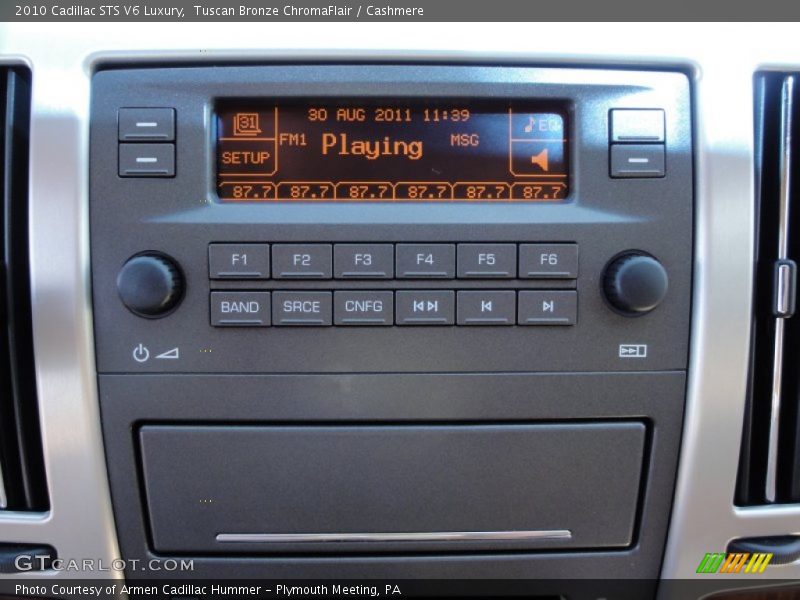 2010 Cadillac STS V6 Luxury,  Tuscan Bronze ChromaFlair / Cashmere
31
30 AUG 2011 11:39
EQ
FM1
Playing
MSG
SETUP
87.7 87.7 87.7 87.7 87.7 87.7
F1 F2 F3 F4 F5 F6
BAND SRCE CNFG
GTCARLOT.COM
Photo Courtesy of Armen Cadillac Hummer – Plymouth Meeting, PA